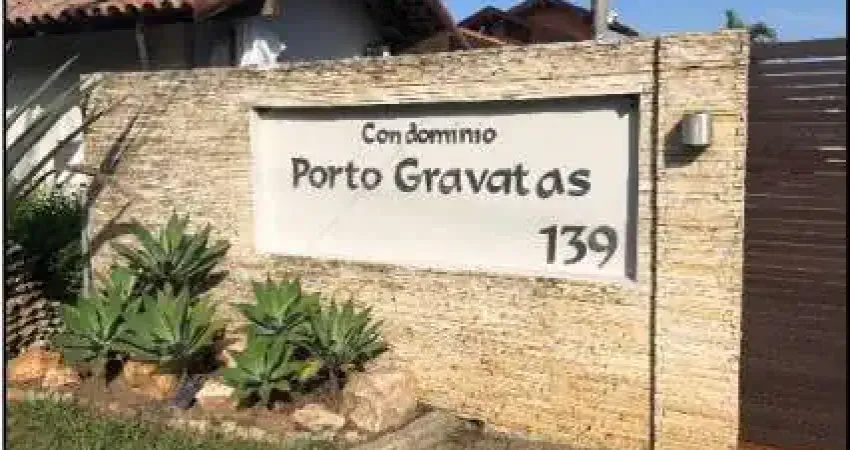 Condominio
Porto Gravatas
139